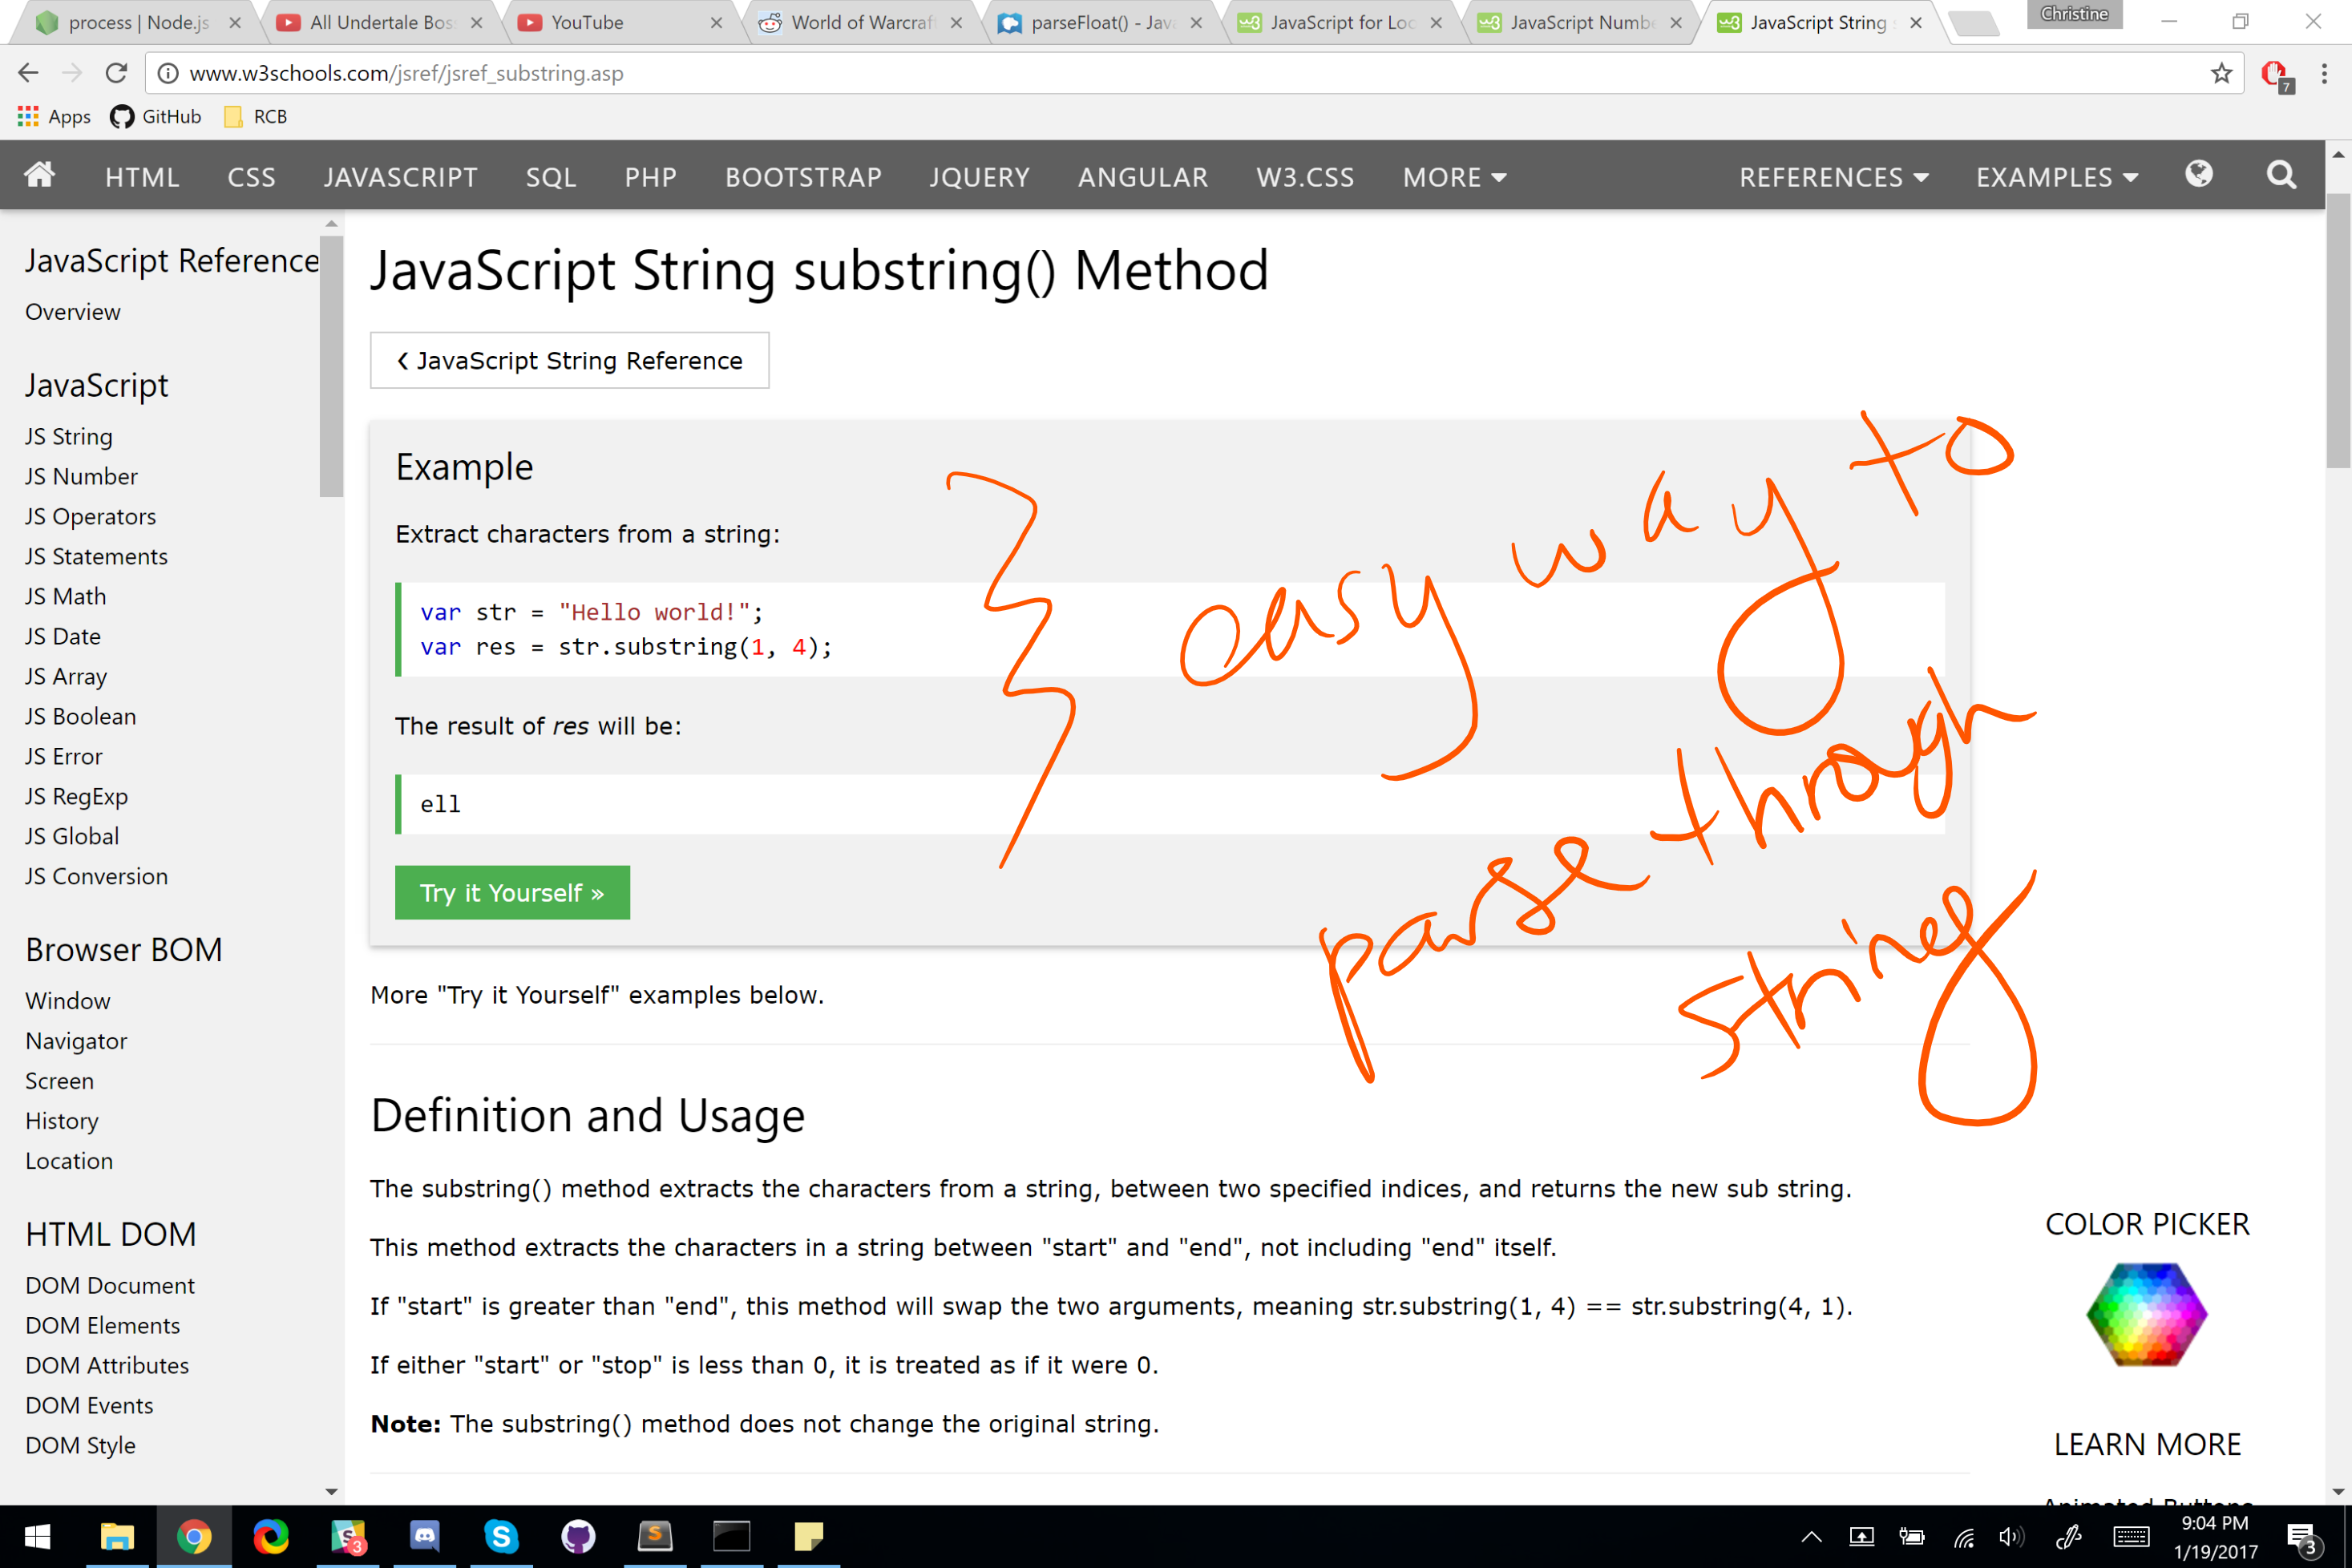 process | Node.js
All Undertale Bos
YouTube
World of Warcraf
parseFloat() - Jav
JavaScript for Loo
JavaScript Numb
JavaScript String
Christine
www.w3schools.com/jsref/jsref_substring.asp
7
Apps GitHub RCB
HTML CSS JAVASCRIPT SQL PHP BOOTSTRAP JQUERY ANGULAR W3.CSS MORE REFERENCES EXAMPLES
JavaScript Reference
Overview
JavaScript
JS String
JS Number
JS Operators
JS Statements
JS Math
JS Date
JS Array
JS Boolean
JS Error
JS RegExp
JS Global
JS Conversion
Browser BOM
Window
Navigator
Screen
History
Location
HTML DOM
DOM Document
DOM Elements
DOM Attributes
DOM Events
DOM Style
JavaScript String substring() Method
❮ JavaScript String Reference
Example
Extract characters from a string:
var str = "Hello world!";
var res = str.substring(1, 4);
The result of res will be:
ell
Try it Yourself »
easy way to
parse through
string
More "Try it Yourself" examples below.
Definition and Usage
The substring() method extracts the characters from a string, between two specified indices, and returns the new sub string.
This method extracts the characters in a string between "start" and "end", not including "end" itself.
If "start" is greater than "end", this method will swap the two arguments, meaning str.substring(1, 4) == str.substring(4, 1).
If either "start" or "stop" is less than 0, it is treated as if it were 0.
Note: The substring() method does not change the original string.
COLOR PICKER
LEARN MORE
Animated Buttons
3
9:04 PM
1/19/2017
3